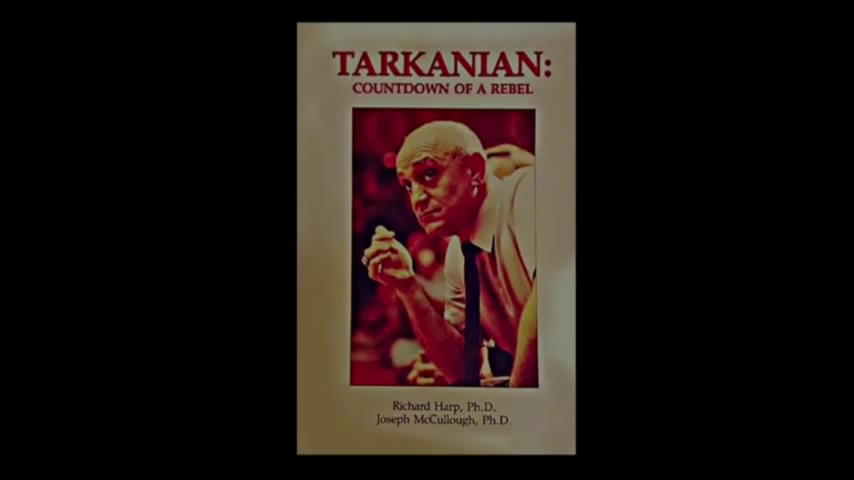 TARKANIAN:
COUNTDOWN OF A REBEL
Richard Harp, Ph.D.
Joseph McCullough, Ph.D.